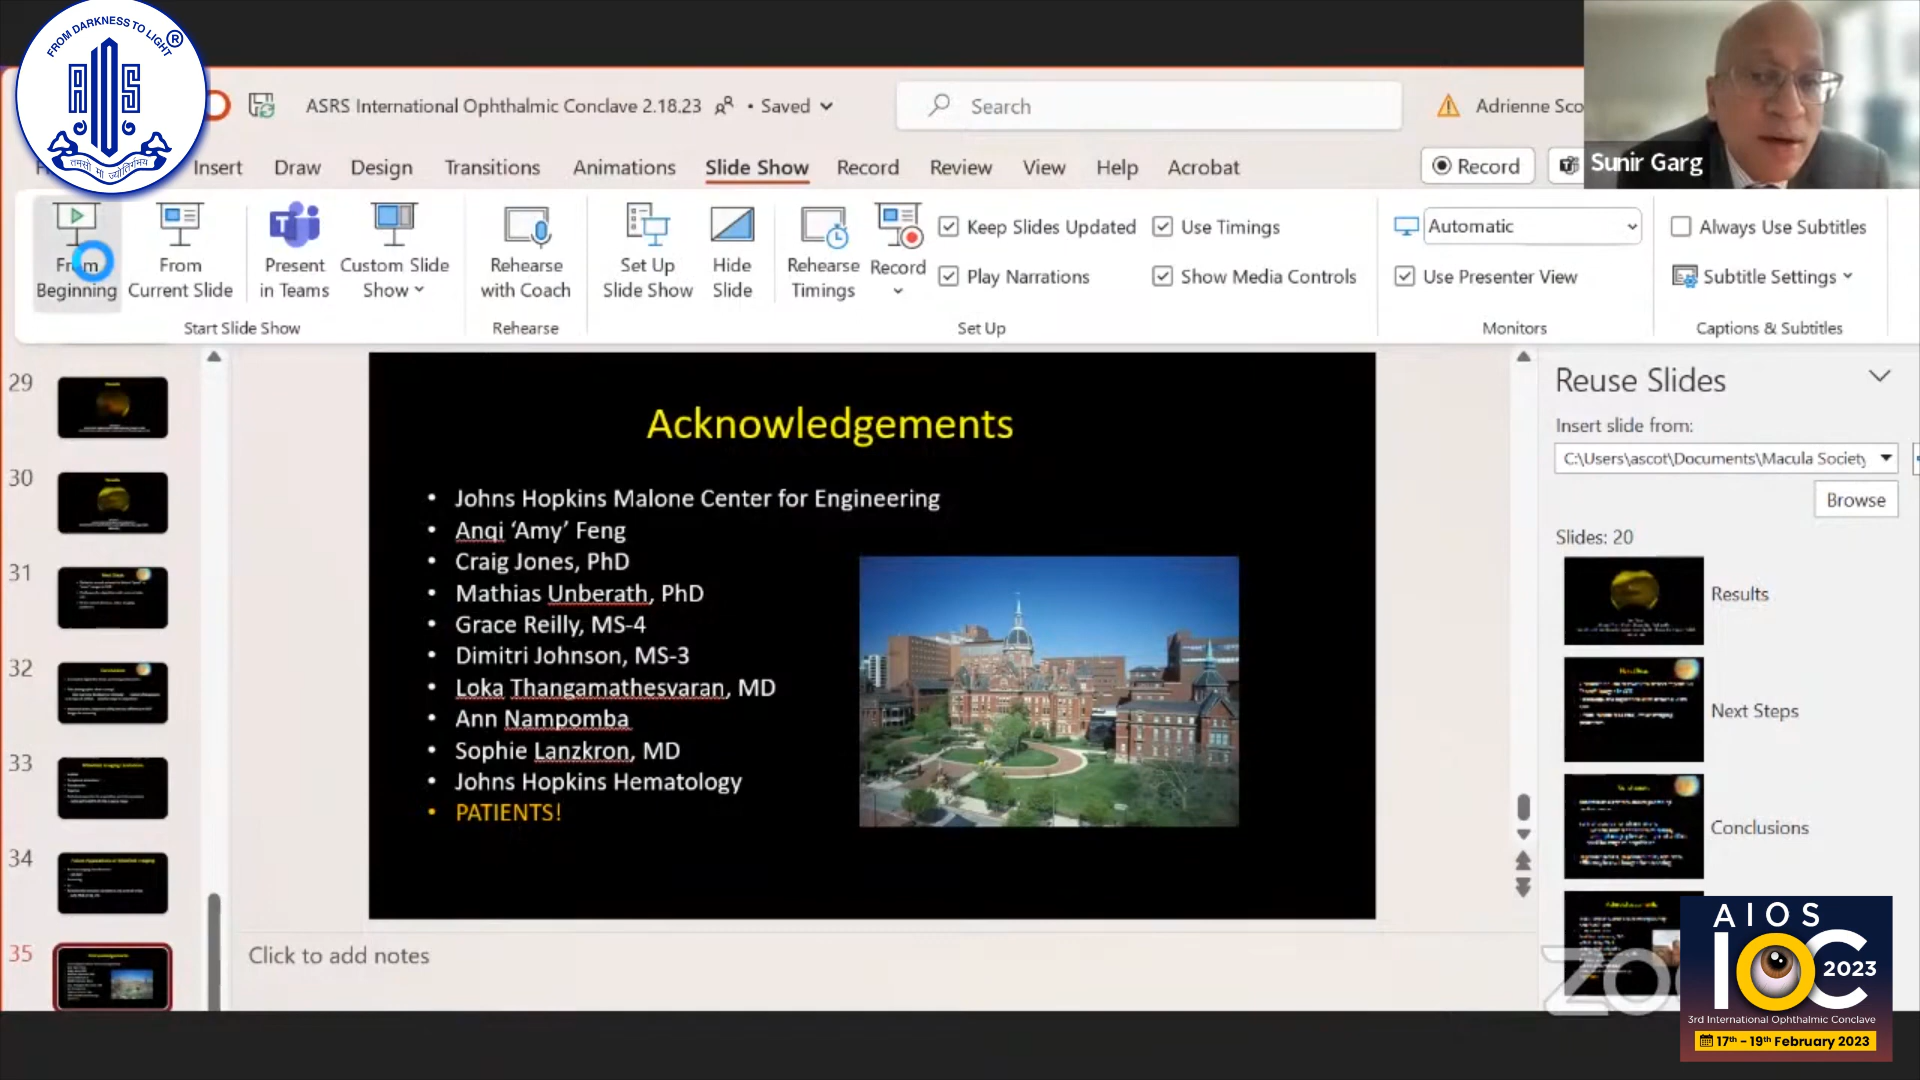 FROM DARKNESS TO LIGHT
®
AIOS
तमसो मा ज्योतिर्गमय
ASRS International Ophthalmic Conclave 2.18.23 • Saved
Search
Adrienne Sco
Sunir Garg
Insert
Draw
Design
Transitions
Animations
Slide Show
Record
Review
View
Help
Acrobat
Record
From
Beginning
From
Current Slide
Present
in Teams
Custom Slide
Show
Start Slide Show
Rehearse
with Coach
Rehearse
Set Up
Slide Show
Hide
Slide
Rehearse
Timings
Record
Keep Slides Updated
Play Narrations
Use Timings
Show Media Controls
Set Up
Automatic
Use Presenter View
Monitors
Always Use Subtitles
Subtitle Settings
Captions & Subtitles
29
30
31
32
33
34
35
Acknowledgements
• Johns Hopkins Malone Center for Engineering
• Anqi ‘Amy’ Feng
• Craig Jones, PhD
• Mathias Unberath, PhD
• Grace Reilly, MS-4
• Dimitri Johnson, MS-3
• Loka Thangamathesvaran, MD
• Ann Nampomba
• Sophie Lanzkron, MD
• Johns Hopkins Hematology
• PATIENTS!
Click to add notes
Reuse Slides
Insert slide from:
C:\Users\ascot\Documents\Macula Society
Browse
Slides: 20
Results
Next Steps
Conclusions
AIOS
IOC
2023
3rd International Ophthalmic Conclave
17th - 19th February 2023